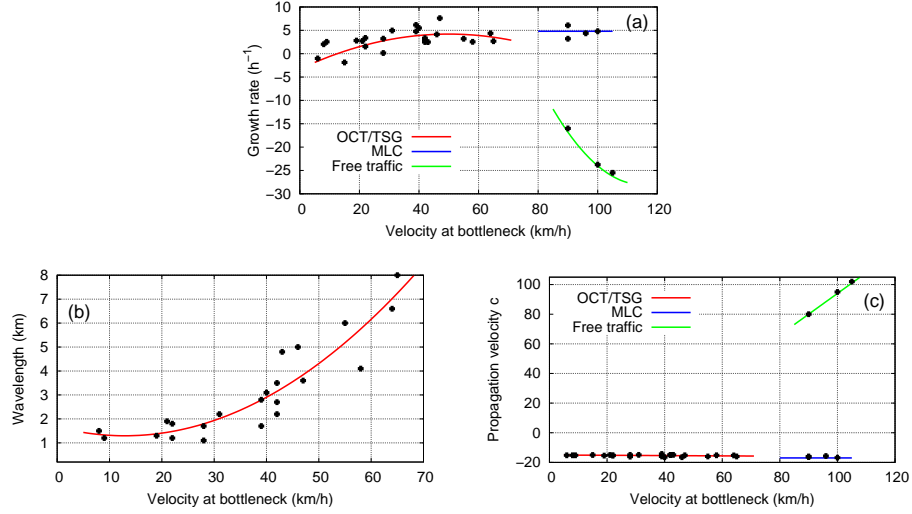 10
5
0
−5
−10
−15
−20
−25
−30
Growth rate (h⁻¹)
(a)
OCT/TSG
MLC
Free traffic
0 20 40 60 80 100 120
Velocity at bottleneck (km/h)
8
7
6
5
4
3
2
1
Wavelength (km)
(b)
0 10 20 30 40 50 60 70
Velocity at bottleneck (km/h)
100
80
60
40
20
0
−20
Propagation velocity c
(c)
OCT/TSG
MLC
Free traffic
0 20 40 60 80 100 120
Velocity at bottleneck (km/h)